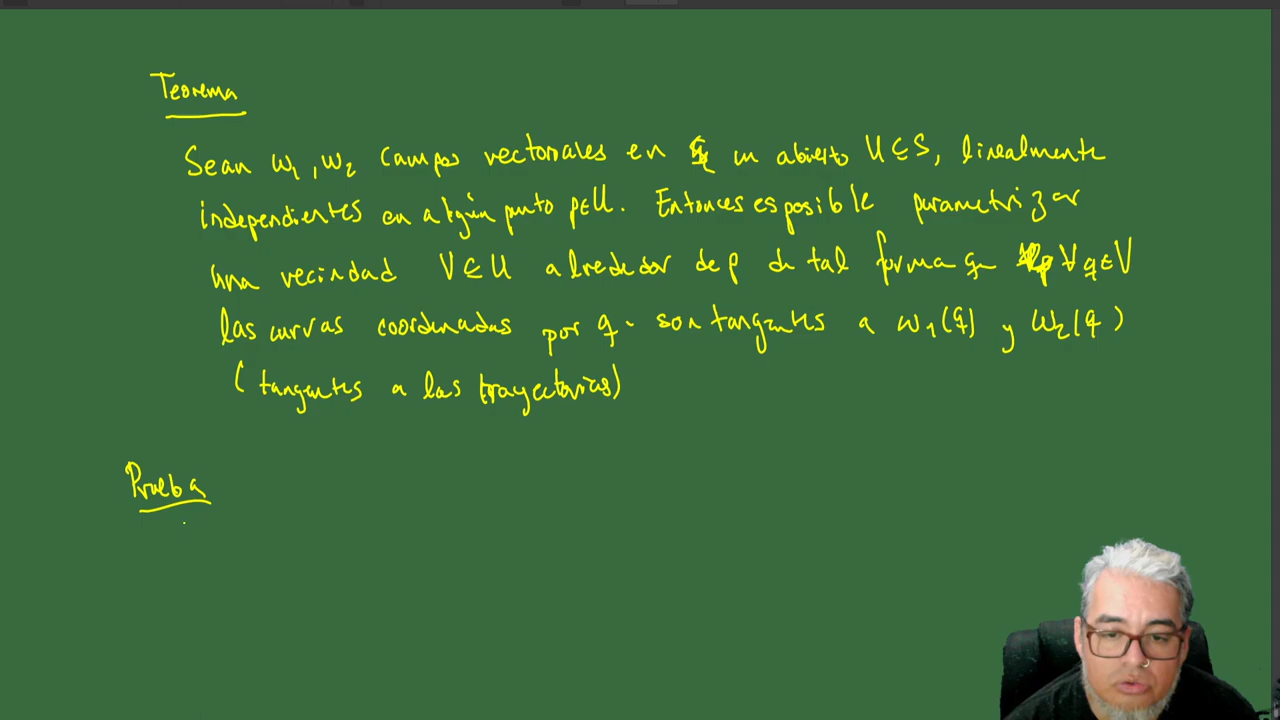 Teorema
Sean w₁, w₂ campos vectoriales en un abierto U ⊆ S, linealmente
independientes en algún punto p∈U. Entonces es posible parametrizar
una vecindad V⊆U alrededor de p de tal forma que ∀q∈V
las curvas coordenadas por q son tangentes a w₁(q) y w₂(q)
(tangentes a las trayectorias)
Prueba